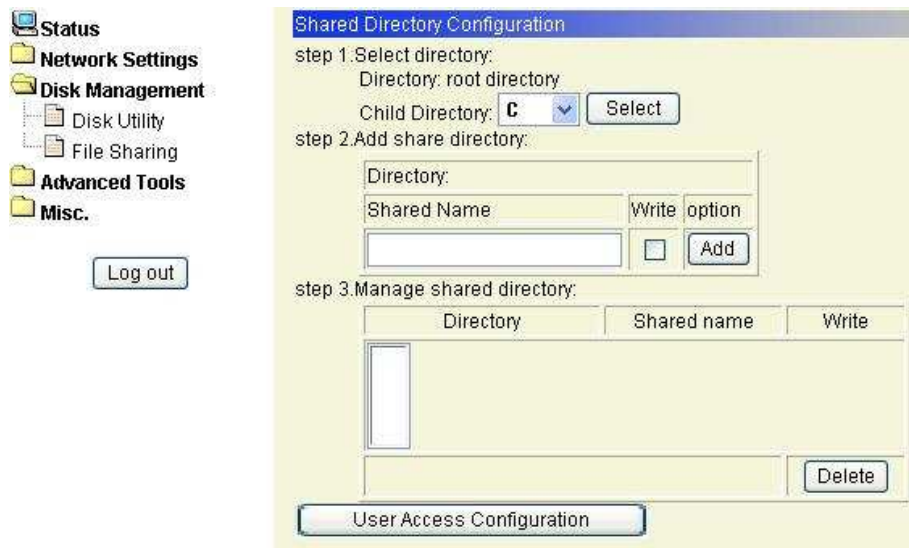 Status
Network Settings
Disk Management
Disk Utility
File Sharing
Advanced Tools
Misc.
Log out
Shared Directory Configuration
step 1.Select directory:
Directory: root directory
Child Directory: C Select
step 2.Add share directory:
Directory:
Shared Name Write option
Add
step 3.Manage shared directory:
Directory Shared name Write
Delete
User Access Configuration